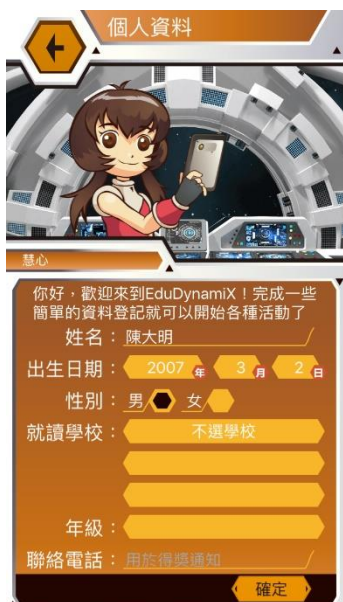 個人資料
慧心
你好，歡迎來到EduDynamiX！完成一些
簡單的資料登記就可以開始各種活動了
姓名：陳大明
出生日期：2007 年 3 月 2 日
性別：男 女
就讀學校：不選學校
年級：
聯絡電話：用於得獎通知
確定